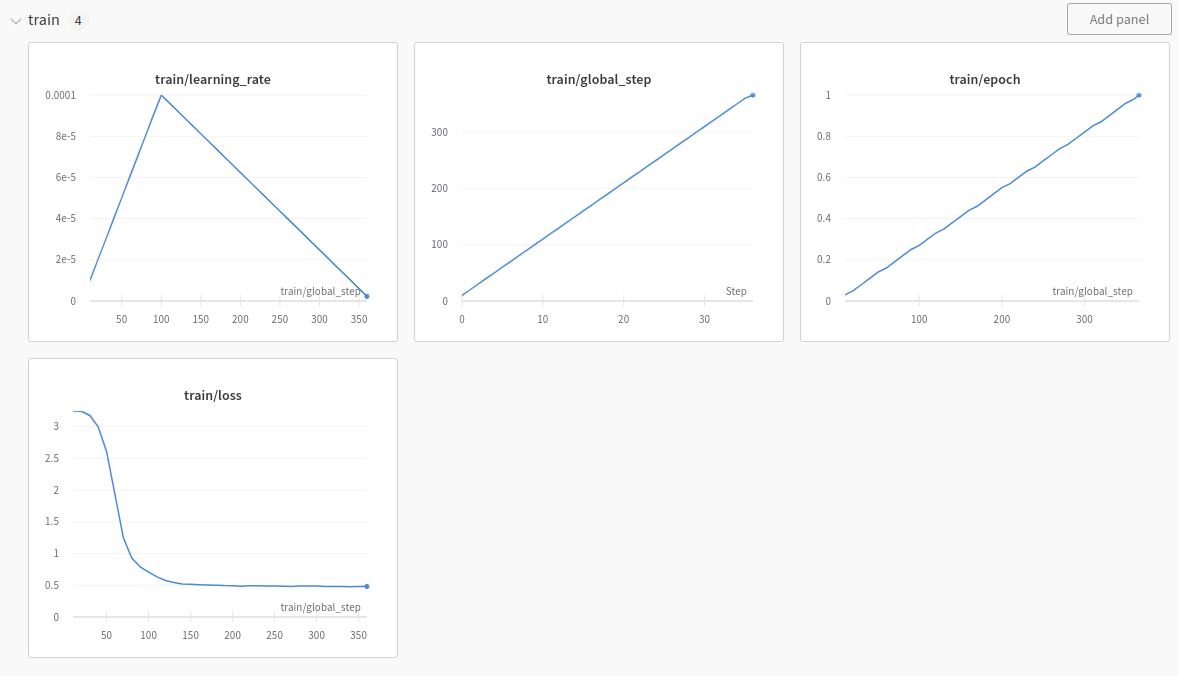 train 4
Add panel
train/learning_rate
0.0001
8e-5
6e-5
4e-5
2e-5
0
train/global_step
50 100 150 200 250 300 350
train/global_step
300
200
100
0
Step
0 10 20 30
train/epoch
1
0.8
0.6
0.4
0.2
0
train/global_step
100 200 300
train/loss
3
2.5
2
1.5
1
0.5
0
train/global_step
50 100 150 200 250 300 350